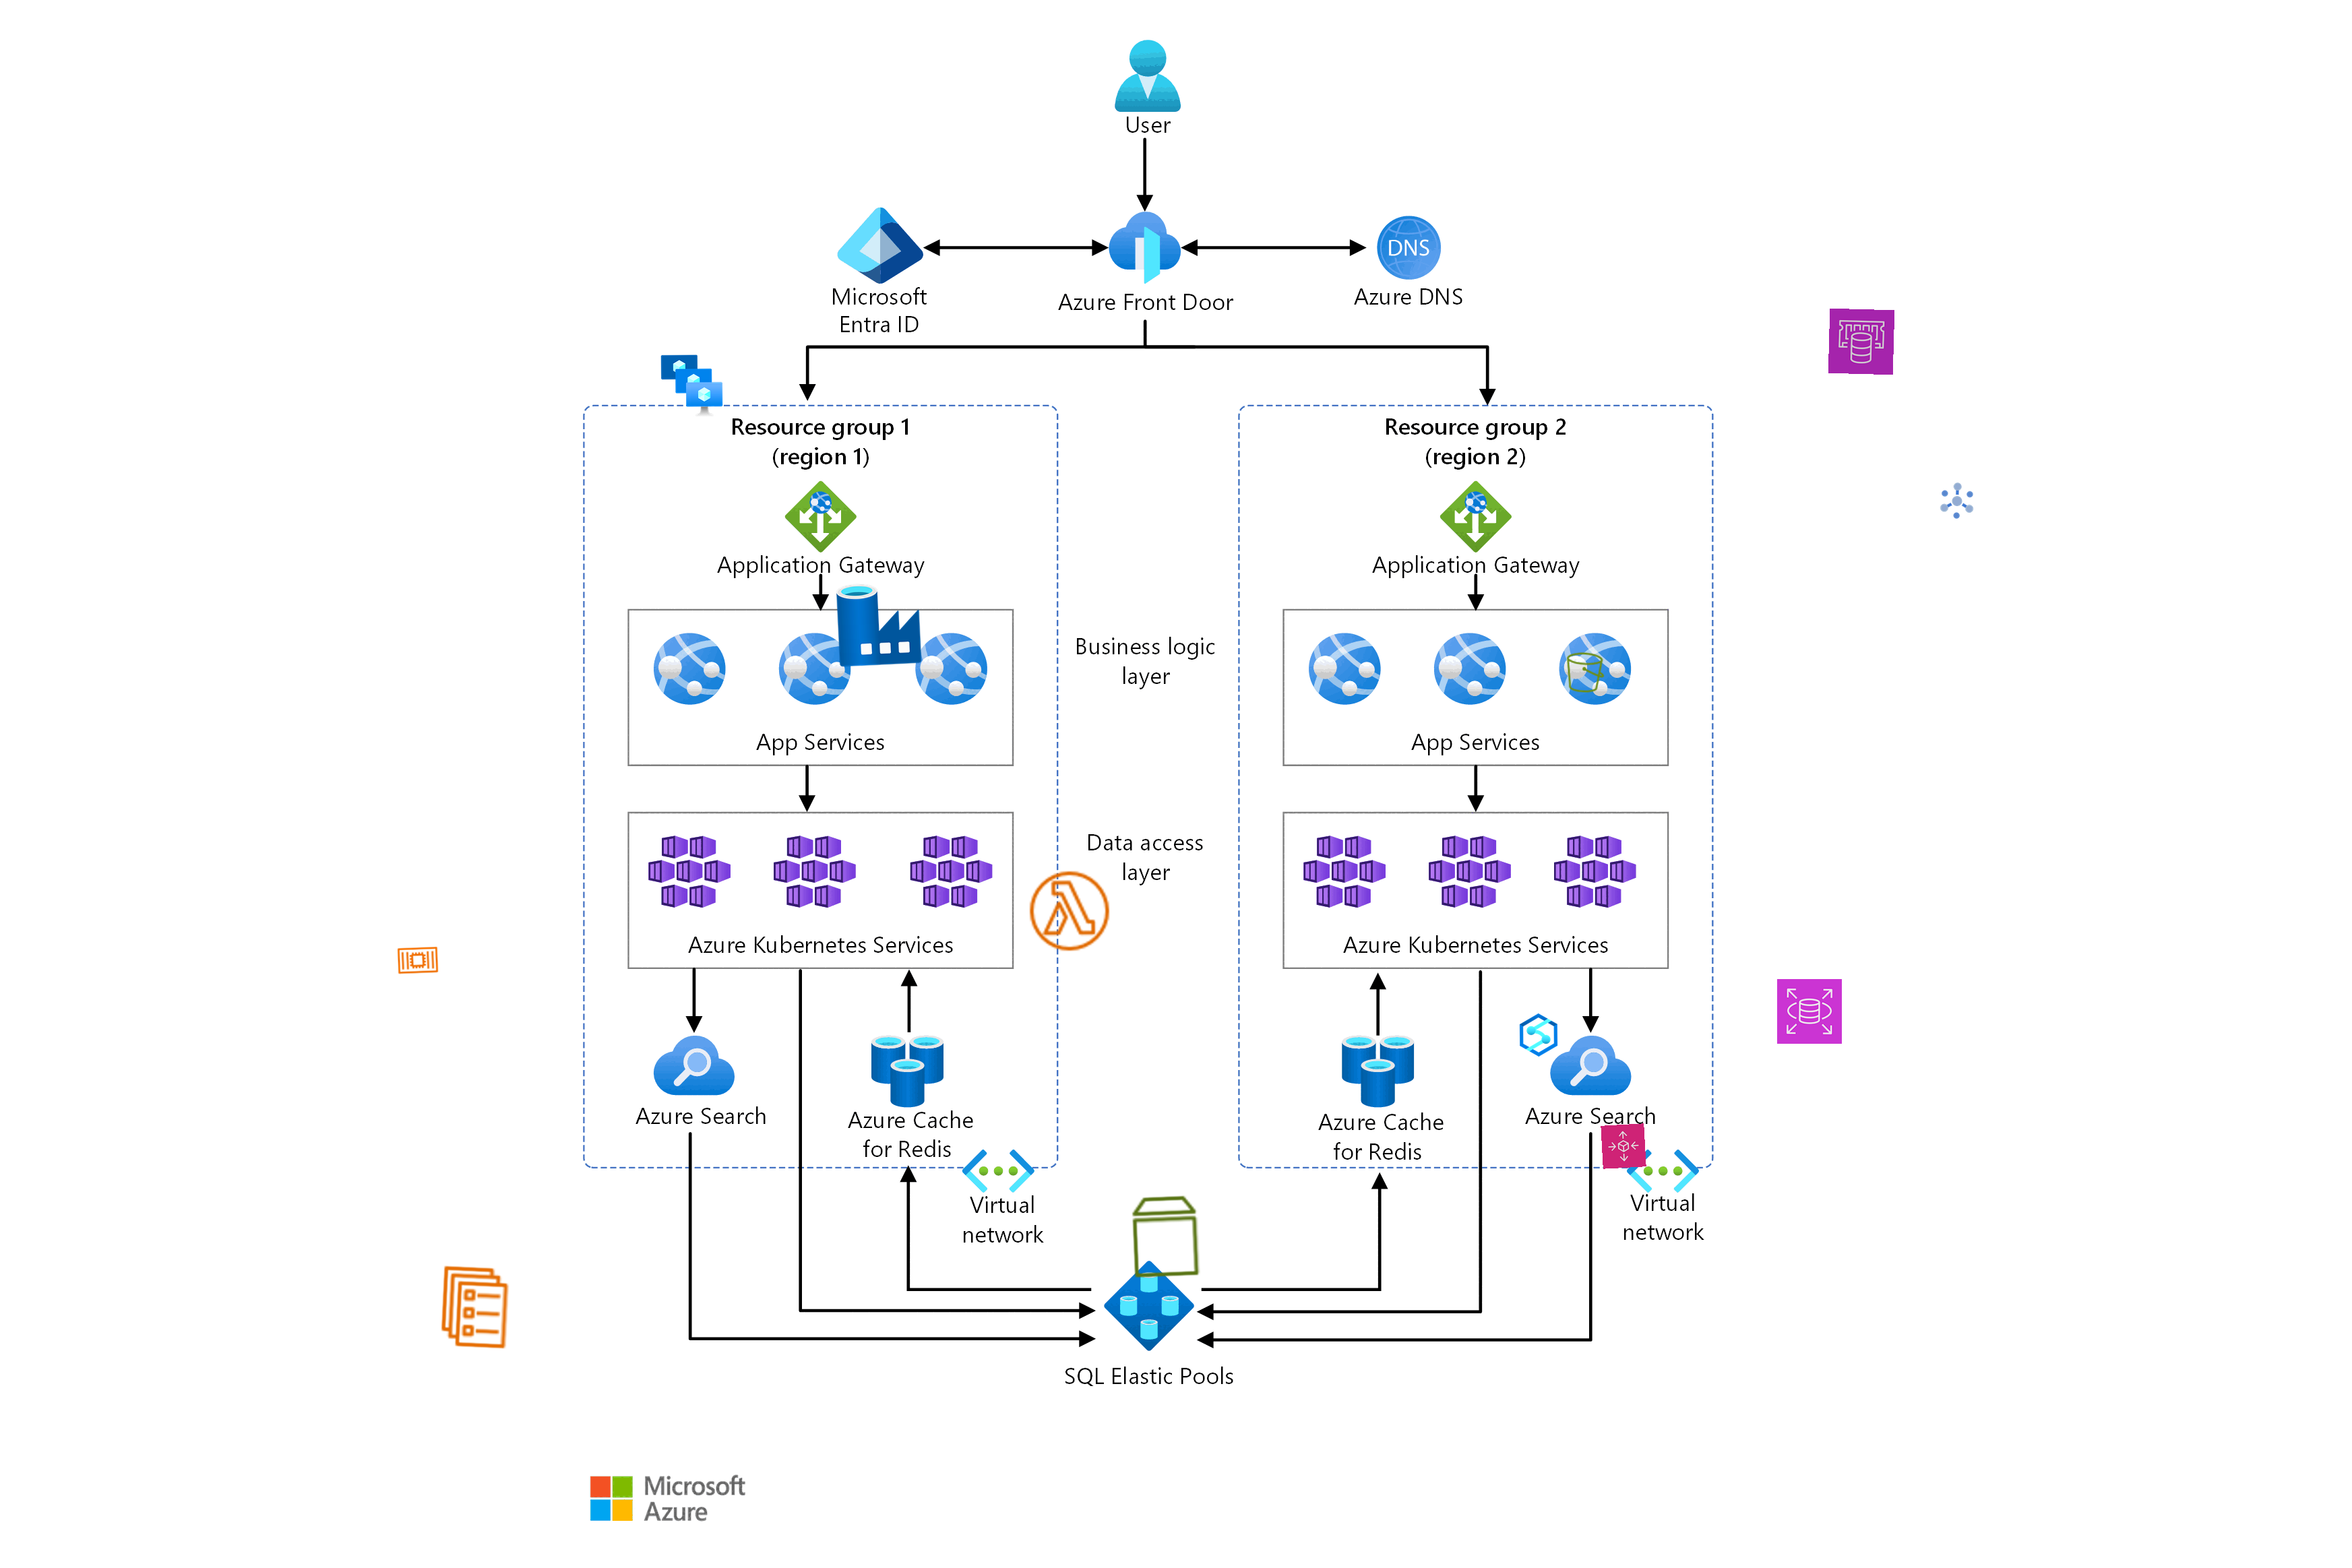 User
DNS
Microsoft
Entra ID
Azure Front Door
Azure DNS
Resource group 1
(region 1)
Resource group 2
(region 2)
Application Gateway
Application Gateway
Business logic
layer
App Services
App Services
Data access
layer
Azure Kubernetes Services
Azure Kubernetes Services
Azure Search
Azure Cache
for Redis
Azure Cache
for Redis
Azure Search
Virtual
network
Virtual
network
SQL Elastic Pools
Microsoft
Azure